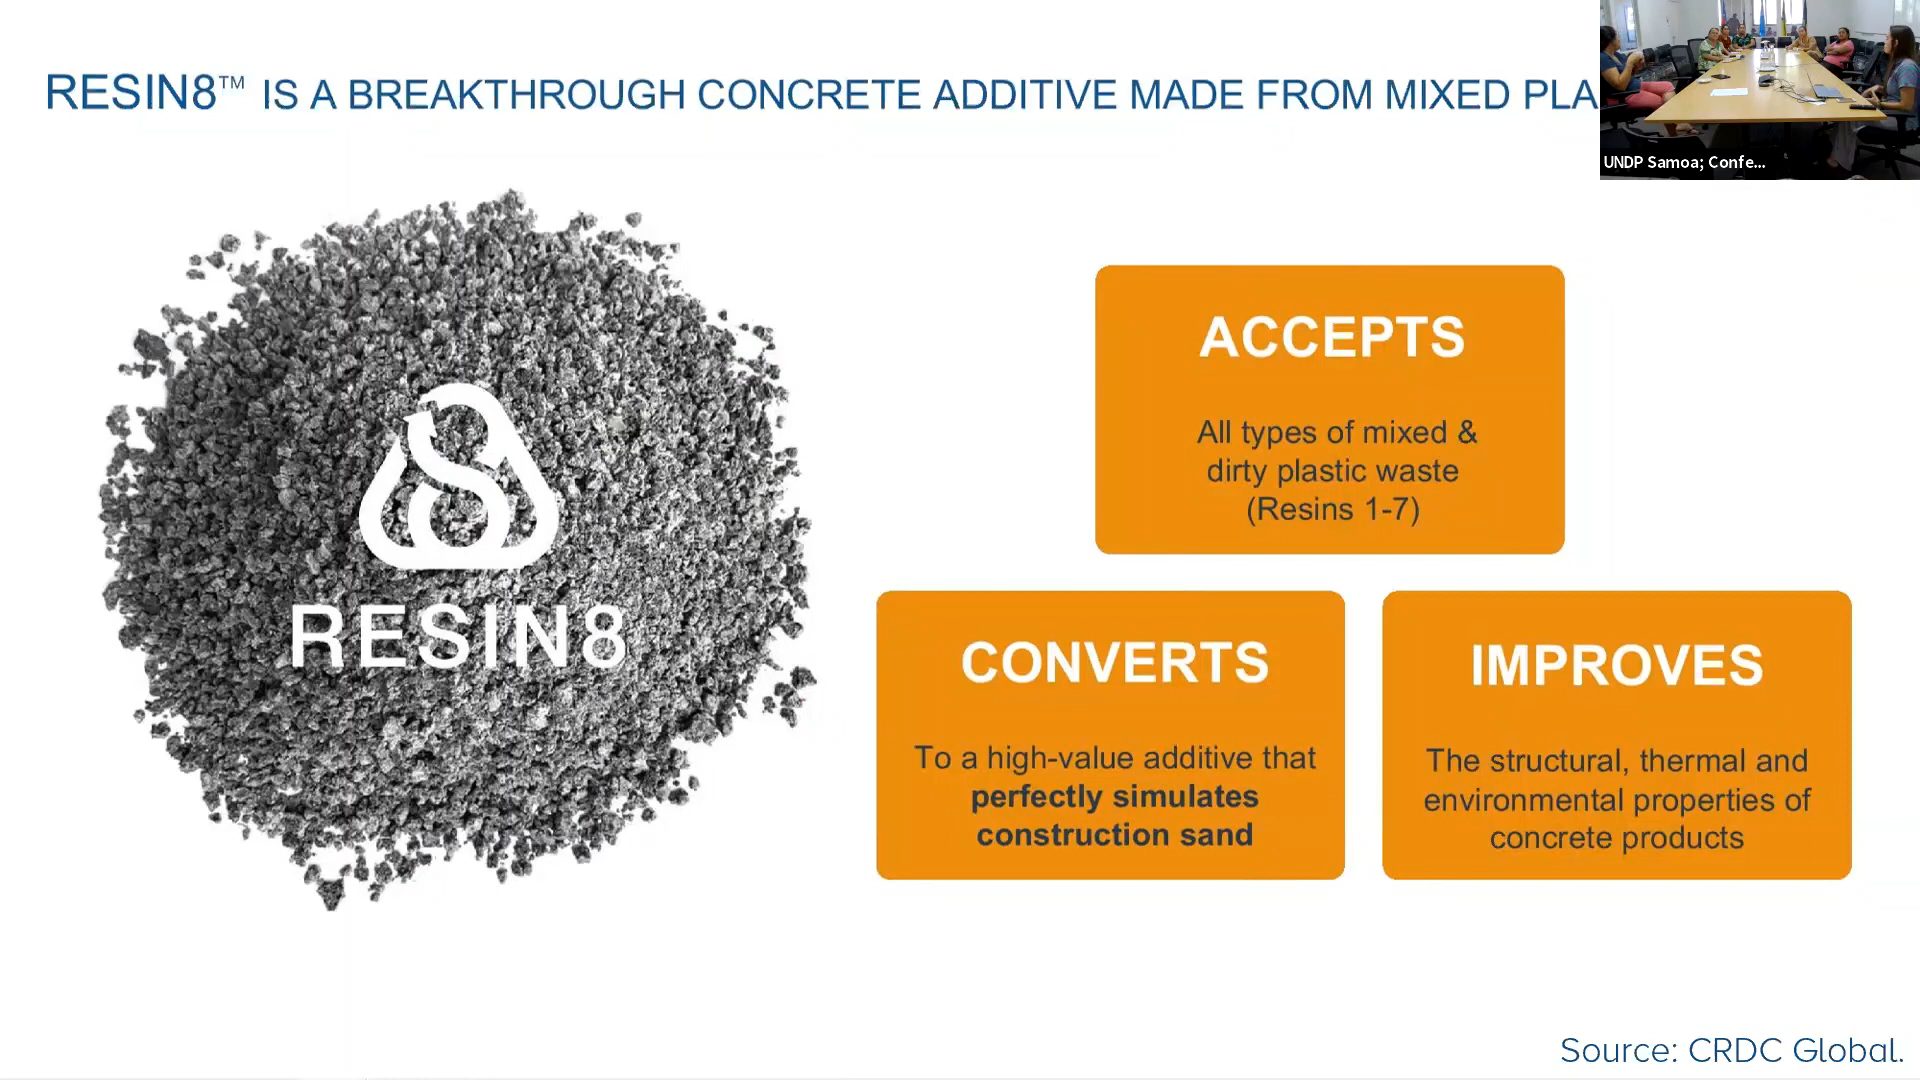 RESIN8™ IS A BREAKTHROUGH CONCRETE ADDITIVE MADE FROM MIXED PLA
UNDP Samoa; Confe...
RESIN8
ACCEPTS
All types of mixed &
dirty plastic waste
(Resins 1-7)
CONVERTS
To a high-value additive that
perfectly simulates
construction sand
IMPROVES
The structural, thermal and
environmental properties of
concrete products
Source: CRDC Global.